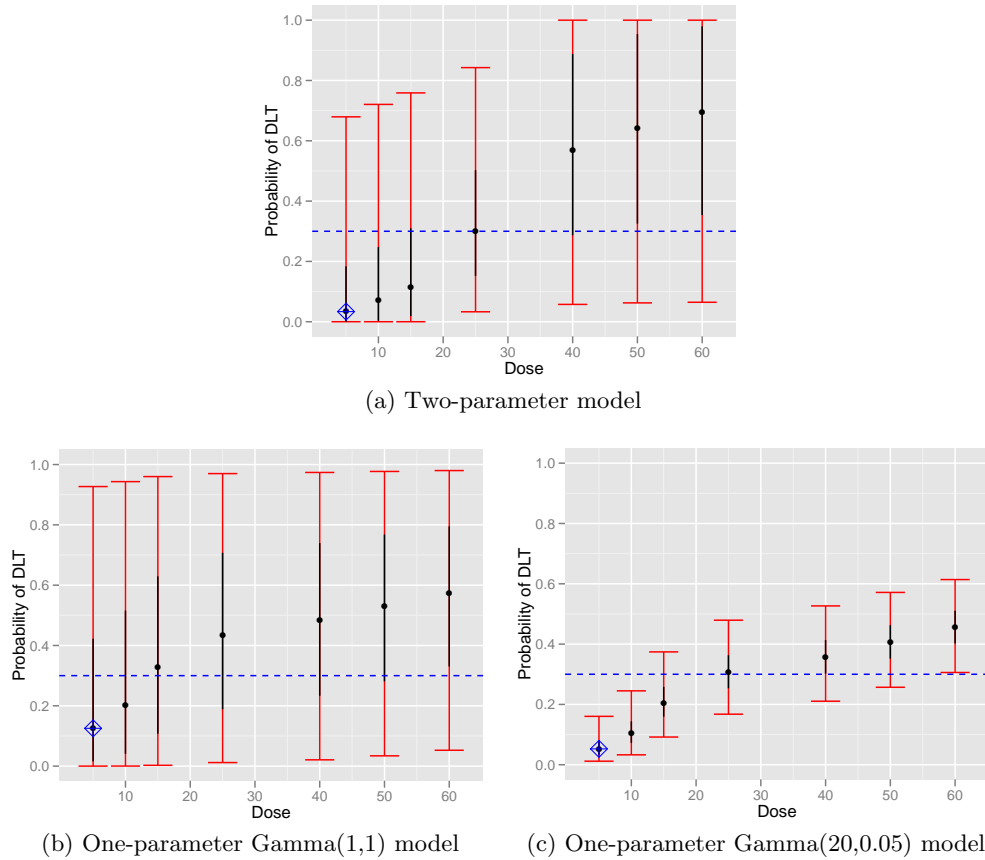 1.0
0.8
0.6
0.4
0.2
0.0
Probability of DLT
10 20 30 40 50 60
Dose
(a) Two-parameter model
1.0
0.8
0.6
0.4
0.2
0.0
Probability of DLT
10 20 30 40 50 60
Dose
(b) One-parameter Gamma(1,1) model
1.0
0.8
0.6
0.4
0.2
0.0
Probability of DLT
10 20 30 40 50 60
Dose
(c) One-parameter Gamma(20,0.05) model